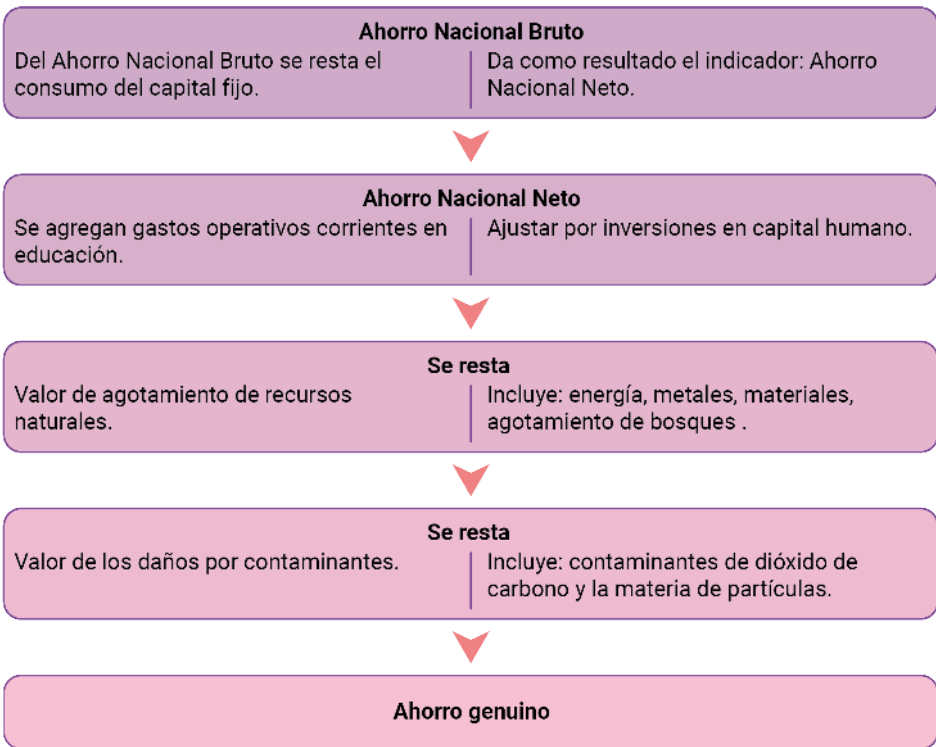 Ahorro Nacional Bruto
Del Ahorro Nacional Bruto se resta el
consumo del capital fijo.
Da como resultado el indicador: Ahorro
Nacional Neto.
Ahorro Nacional Neto
Se agregan gastos operativos corrientes en
educación.
Ajustar por inversiones en capital humano.
Se resta
Valor de agotamiento de recursos
naturales.
Incluye: energía, metales, materiales,
agotamiento de bosques .
Se resta
Valor de los daños por contaminantes.
Incluye: contaminantes de dióxido de
carbono y la materia de partículas.
Ahorro genuino